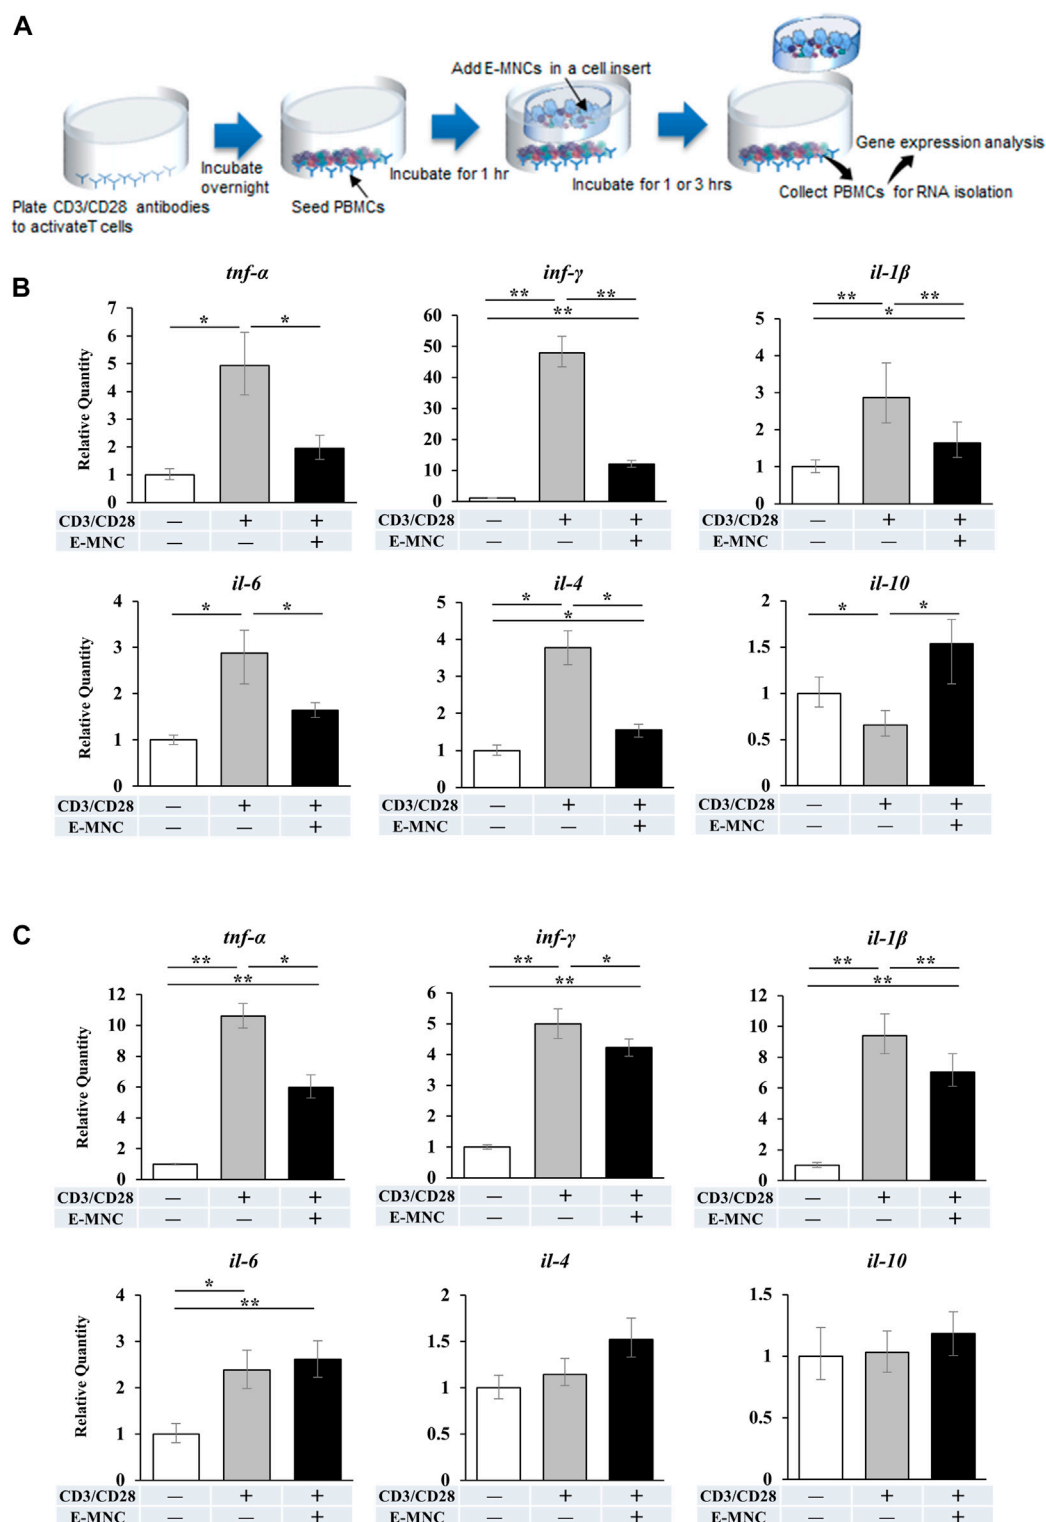 A
Add E-MNCs in a cell insert
Gene expression analysis
Incubate overnight
Incubate for 1 hr
Incubate for 1 or 3 hrs
Collect PBMCs for RNA isolation
Plate CD3/CD28 antibodies
to activateT cells
Seed PBMCs
B
tnf-α
inf-γ
il-1β
* *
** ** **
** ** *
Relative Quantity
7 6 5 4 3 2 1 0
60 50 40 30 20 10 0
5 4 3 2 1 0
CD3/CD28 — + +
E-MNC — — +
CD3/CD28 — + +
E-MNC — — +
CD3/CD28 — + +
E-MNC — — +
il-6
il-4
il-10
* *
* * *
* *
Relative Quantity
4 3 2 1 0
5 4 3 2 1 0
2 1.5 1 0.5 0
CD3/CD28 — + +
E-MNC — — +
CD3/CD28 — + +
E-MNC — — +
CD3/CD28 — + +
E-MNC — — +
C
tnf-α
inf-γ
il-1β
** * **
** * **
** ** **
Relative Quantity
12 10 8 6 4 2 0
6 5 4 3 2 1 0
12 10 8 6 4 2 0
CD3/CD28 — + +
E-MNC — — +
CD3/CD28 — + +
E-MNC — — +
CD3/CD28 — + +
E-MNC — — +
il-6
il-4
il-10
* **
Relative Quantity
4 3 2 1 0
2 1.5 1 0.5 0
1.5 1 0.5 0
CD3/CD28 — + +
E-MNC — — +
CD3/CD28 — + +
E-MNC — — +
CD3/CD28 — + +
E-MNC — — +